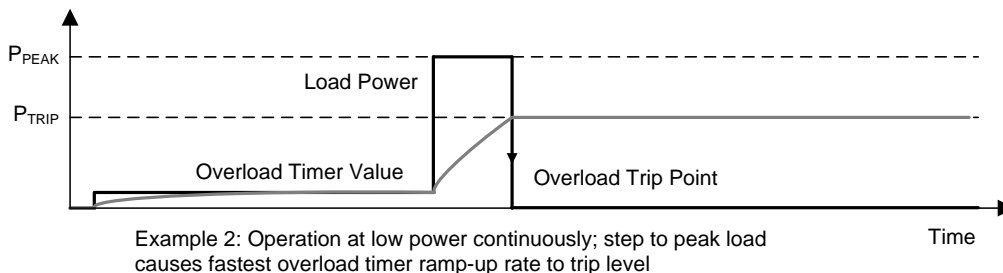 PPEAK
Load Power
PTRIP
Overload Timer Value
Overload Trip Point
Example 2: Operation at low power continuously; step to peak load
causes fastest overload timer ramp-up rate to trip level
Time